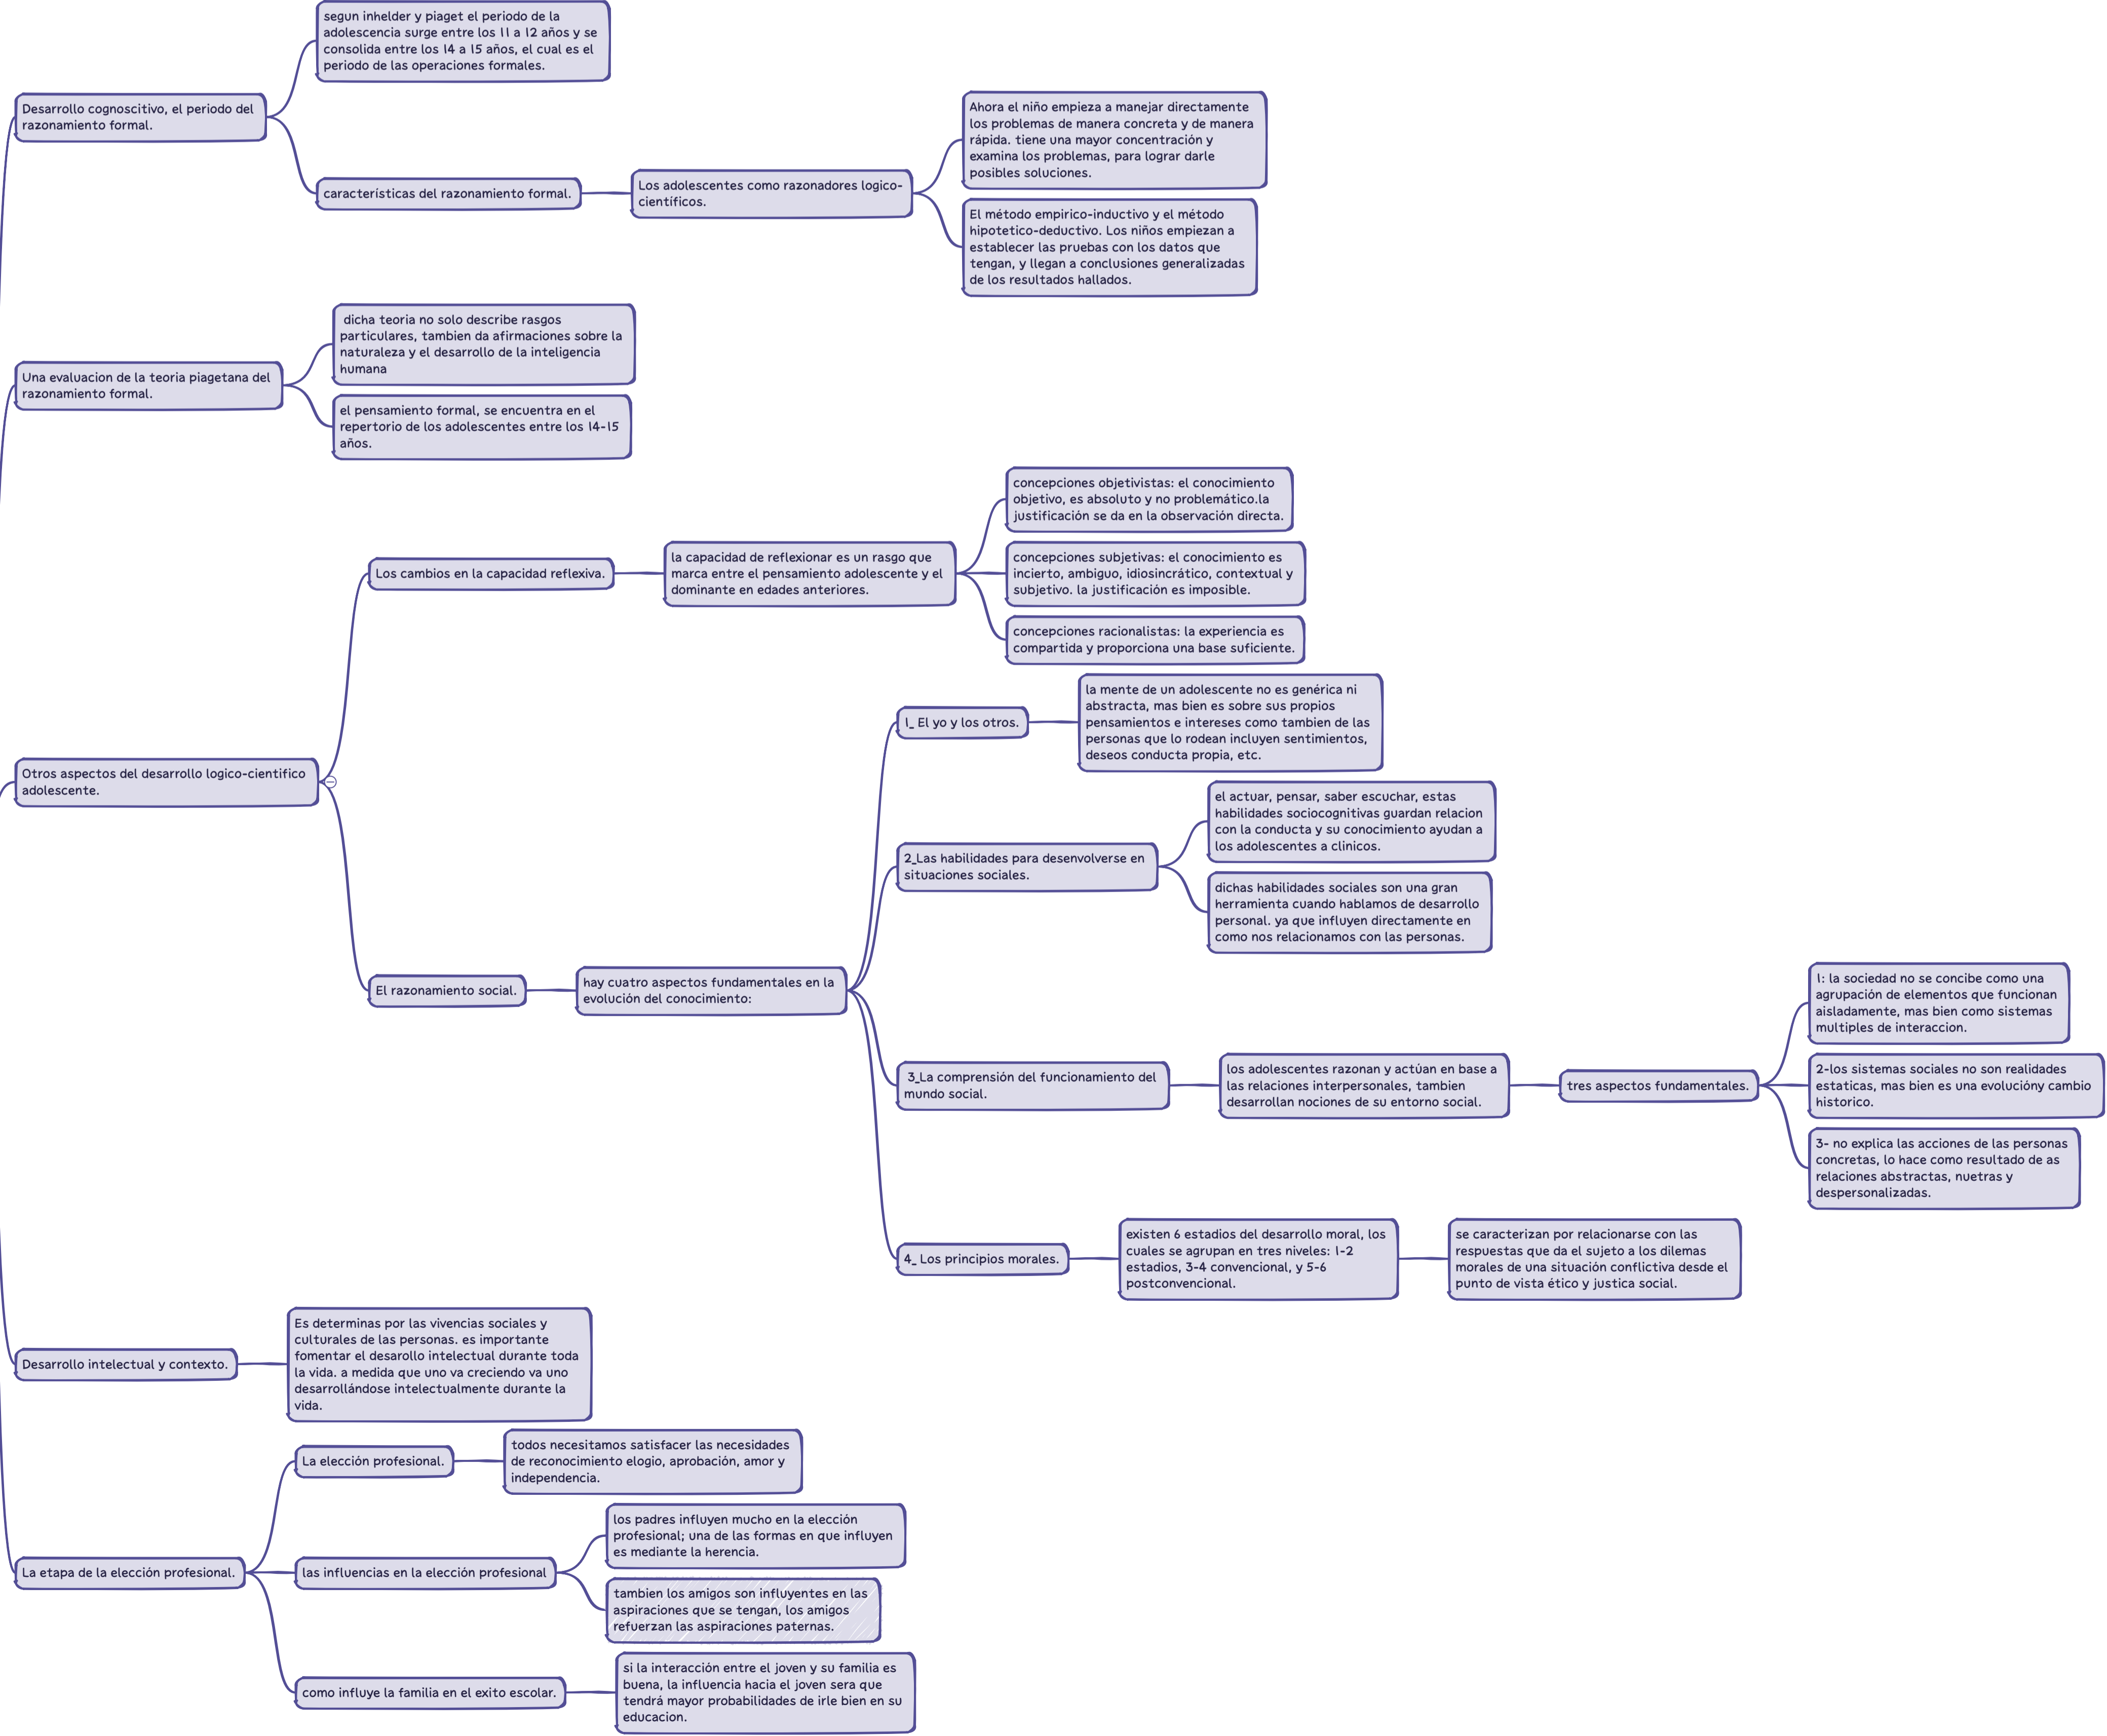 segun inhelder y piaget el periodo de la
adolescencia surge entre los 11 a 12 años y se
consolida entre los 14 a 15 años, el cual es el
periodo de las operaciones formales.
Desarrollo cognoscitivo, el periodo del
razonamiento formal.
características del razonamiento formal.
Los adolescentes como razonadores logico-
científicos.
Ahora el niño empieza a manejar directamente
los problemas de manera concreta y de manera
rápida. tiene una mayor concentración y
examina los problemas, para lograr darle
posibles soluciones.
El método empirico-inductivo y el método
hipotetico-deductivo. Los niños empiezan a
establecer las pruebas con los datos que
tengan, y llegan a conclusiones generalizadas
de los resultados hallados.
Una evaluacion de la teoria piagetana del
razonamiento formal.
dicha teoria no solo describe rasgos
particulares, tambien da afirmaciones sobre la
naturaleza y el desarrollo de la inteligencia
humana
el pensamiento formal, se encuentra en el
repertorio de los adolescentes entre los 14-15
años.
Otros aspectos del desarrollo logico-cientifico
adolescente.
Los cambios en la capacidad reflexiva.
la capacidad de reflexionar es un rasgo que
marca entre el pensamiento adolescente y el
dominante en edades anteriores.
concepciones objetivistas: el conocimiento
objetivo, es absoluto y no problemático.la
justificación se da en la observación directa.
concepciones subjetivas: el conocimiento es
incierto, ambiguo, idiosincrático, contextual y
subjetivo. la justificación es imposible.
concepciones racionalistas: la experiencia es
compartida y proporciona una base suficiente.
El razonamiento social.
hay cuatro aspectos fundamentales en la
evolución del conocimiento:
1_ El yo y los otros.
la mente de un adolescente no es genérica ni
abstracta, mas bien es sobre sus propios
pensamientos e intereses como tambien de las
personas que lo rodean incluyen sentimientos,
deseos conducta propia, etc.
2_Las habilidades para desenvolverse en
situaciones sociales.
el actuar, pensar, saber escuchar, estas
habilidades sociocognitivas guardan relacion
con la conducta y su conocimiento ayudan a
los adolescentes a clinicos.
dichas habilidades sociales son una gran
herramienta cuando hablamos de desarrollo
personal. ya que influyen directamente en
como nos relacionamos con las personas.
3_La comprensión del funcionamiento del
mundo social.
los adolescentes razonan y actúan en base a
las relaciones interpersonales, tambien
desarrollan nociones de su entorno social.
tres aspectos fundamentales.
1: la sociedad no se concibe como una
agrupación de elementos que funcionan
aisladamente, mas bien como sistemas
multiples de interaccion.
2-los sistemas sociales no son realidades
estaticas, mas bien es una evolucióny cambio
historico.
3- no explica las acciones de las personas
concretas, lo hace como resultado de as
relaciones abstractas, nuetras y
despersonalizadas.
4_ Los principios morales.
existen 6 estadios del desarrollo moral, los
cuales se agrupan en tres niveles: 1-2
estadios, 3-4 convencional, y 5-6
postconvencional.
se caracterizan por relacionarse con las
respuestas que da el sujeto a los dilemas
morales de una situación conflictiva desde el
punto de vista ético y justica social.
Desarrollo intelectual y contexto.
Es determinas por las vivencias sociales y
culturales de las personas. es importante
fomentar el desarollo intelectual durante toda
la vida. a medida que uno va creciendo va uno
desarrollándose intelectualmente durante la
vida.
La etapa de la elección profesional.
La elección profesional.
todos necesitamos satisfacer las necesidades
de reconocimiento elogio, aprobación, amor y
independencia.
las influencias en la elección profesional
los padres influyen mucho en la elección
profesional; una de las formas en que influyen
es mediante la herencia.
tambien los amigos son influyentes en las
aspiraciones que se tengan, los amigos
refuerzan las aspiraciones paternas.
como influye la familia en el exito escolar.
si la interacción entre el joven y su familia es
buena, la influencia hacia el joven sera que
tendrá mayor probabilidades de irle bien en su
educacion.